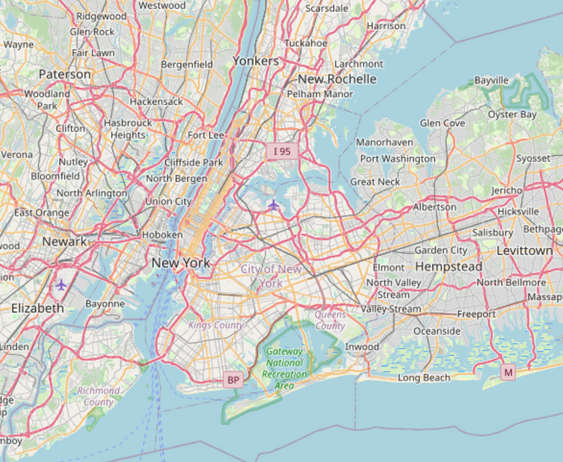 Westwood
Scarsdale
Ridgewood
Harrison
Glen Rock
Wayne
Fair Lawn
Tuckahoe
Paterson
Bergenfield
Yonkers
Larchmont
New Rochelle
Bayville
Woodland
Park
Hackensack
Pelham Manor
Oyster Bay
Clifton
Hasbrouck
Heights
Fort Lee
Glen Cove
I 95
Manorhaven
Verona
Nutley
Cliffside Park
Port Washington
Syosset
Bloomfield
North Bergen
Great Neck
Jericho
North Arlington
Union City
Albertson
Hicksville
East Orange
Hoboken
Salisbury
Bethpag
Newark
wood
Garden City
Levittown
New York
City of New
York
Elmont
Hempstead
ion
North Valley
Stream
North Bellmore
Elizabeth
Bayonne
Massap
Valley Stream
Freeport
Kings County
Queens
County
Oceanside
Linden
Inwood
Gateway
National
Recreation
Area
BP
Long Beach
M
Richmond
County
dge
mboy